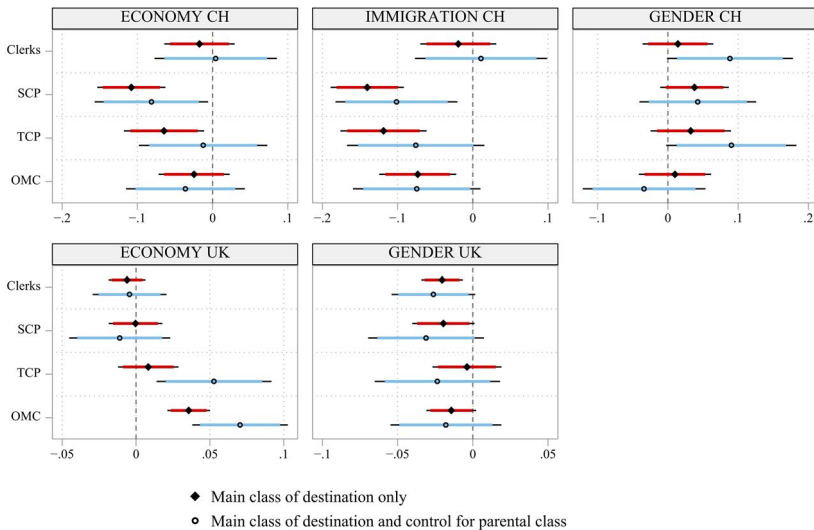 ECONOMY CH
IMMIGRATION CH
GENDER CH
Clerks
SCP
TCP
OMC
-.2 -.1 0 .1
-.2 -.1 0 .1
-.1 0 0.1 0.2
ECONOMY UK
GENDER UK
Clerks
SCP
TCP
OMC
-.05 0 .05 .1
-.1 -.05 0 .05
Main class of destination only
Main class of destination and control for parental class